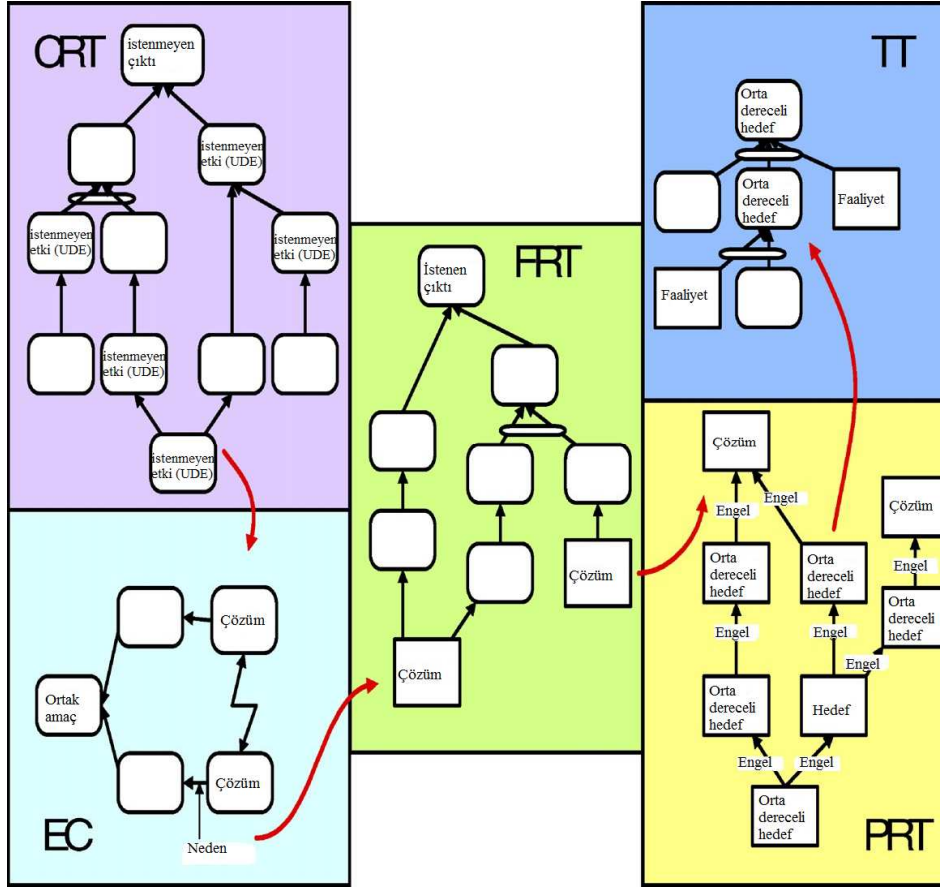 CRT
istenmeyen
çıktı
istenmeyen
etki (UDE)
istenmeyen
etki (UDE)
istenmeyen
etki (UDE)
istenmeyen
etki (UDE)
istenmeyen
etki (UDE)
EC
Çözüm
Ortak
amaç
Çözüm
Neden
FRT
İstenen
çıktı
Çözüm
Çözüm
TT
Orta
dereceli
hedef
Orta
dereceli
hedef
Faaliyet
Faaliyet
PRT
Çözüm
Çözüm
Engel
Engel
Engel
Orta
dereceli
hedef
Orta
dereceli
hedef
Orta
dereceli
hedef
Engel
Engel
Engel
Orta
dereceli
hedef
Hedef
Engel
Engel
Orta
dereceli
hedef